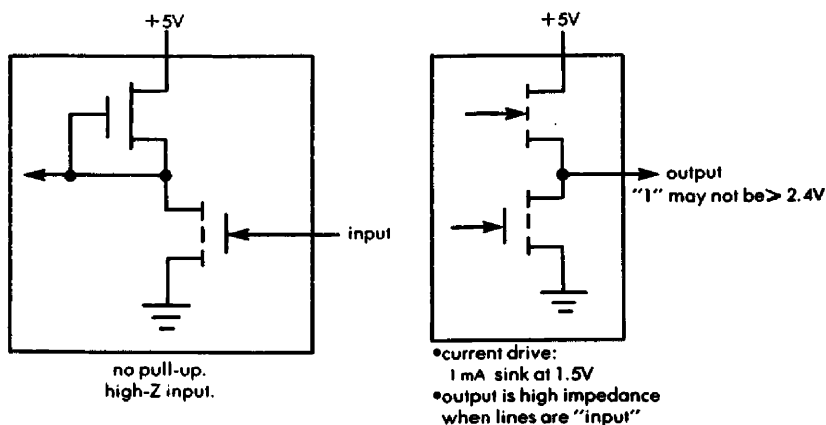 +5V
input
no pull-up.
high-Z input.
+5V
output
"1" may not be > 2.4V
•current drive:
1 mA sink at 1.5V
•output is high impedance
when lines are "input"